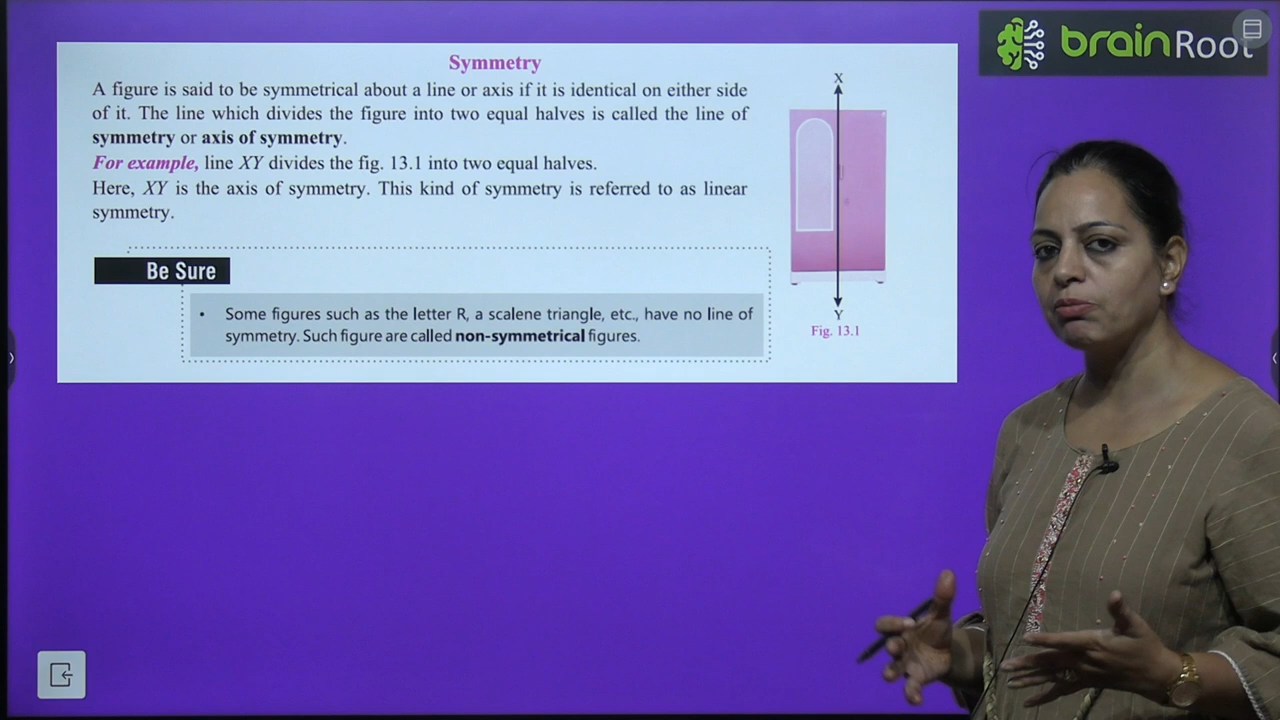 brainRoot
Symmetry
A figure is said to be symmetrical about a line or axis if it is identical on either side
of it. The line which divides the figure into two equal halves is called the line of
symmetry or axis of symmetry.
For example, line XY divides the fig. 13.1 into two equal halves.
Here, XY is the axis of symmetry. This kind of symmetry is referred to as linear
symmetry.
X
Y
Fig. 13.1
Be Sure
• Some figures such as the letter R, a scalene triangle, etc., have no line of
symmetry. Such figure are called non-symmetrical figures.